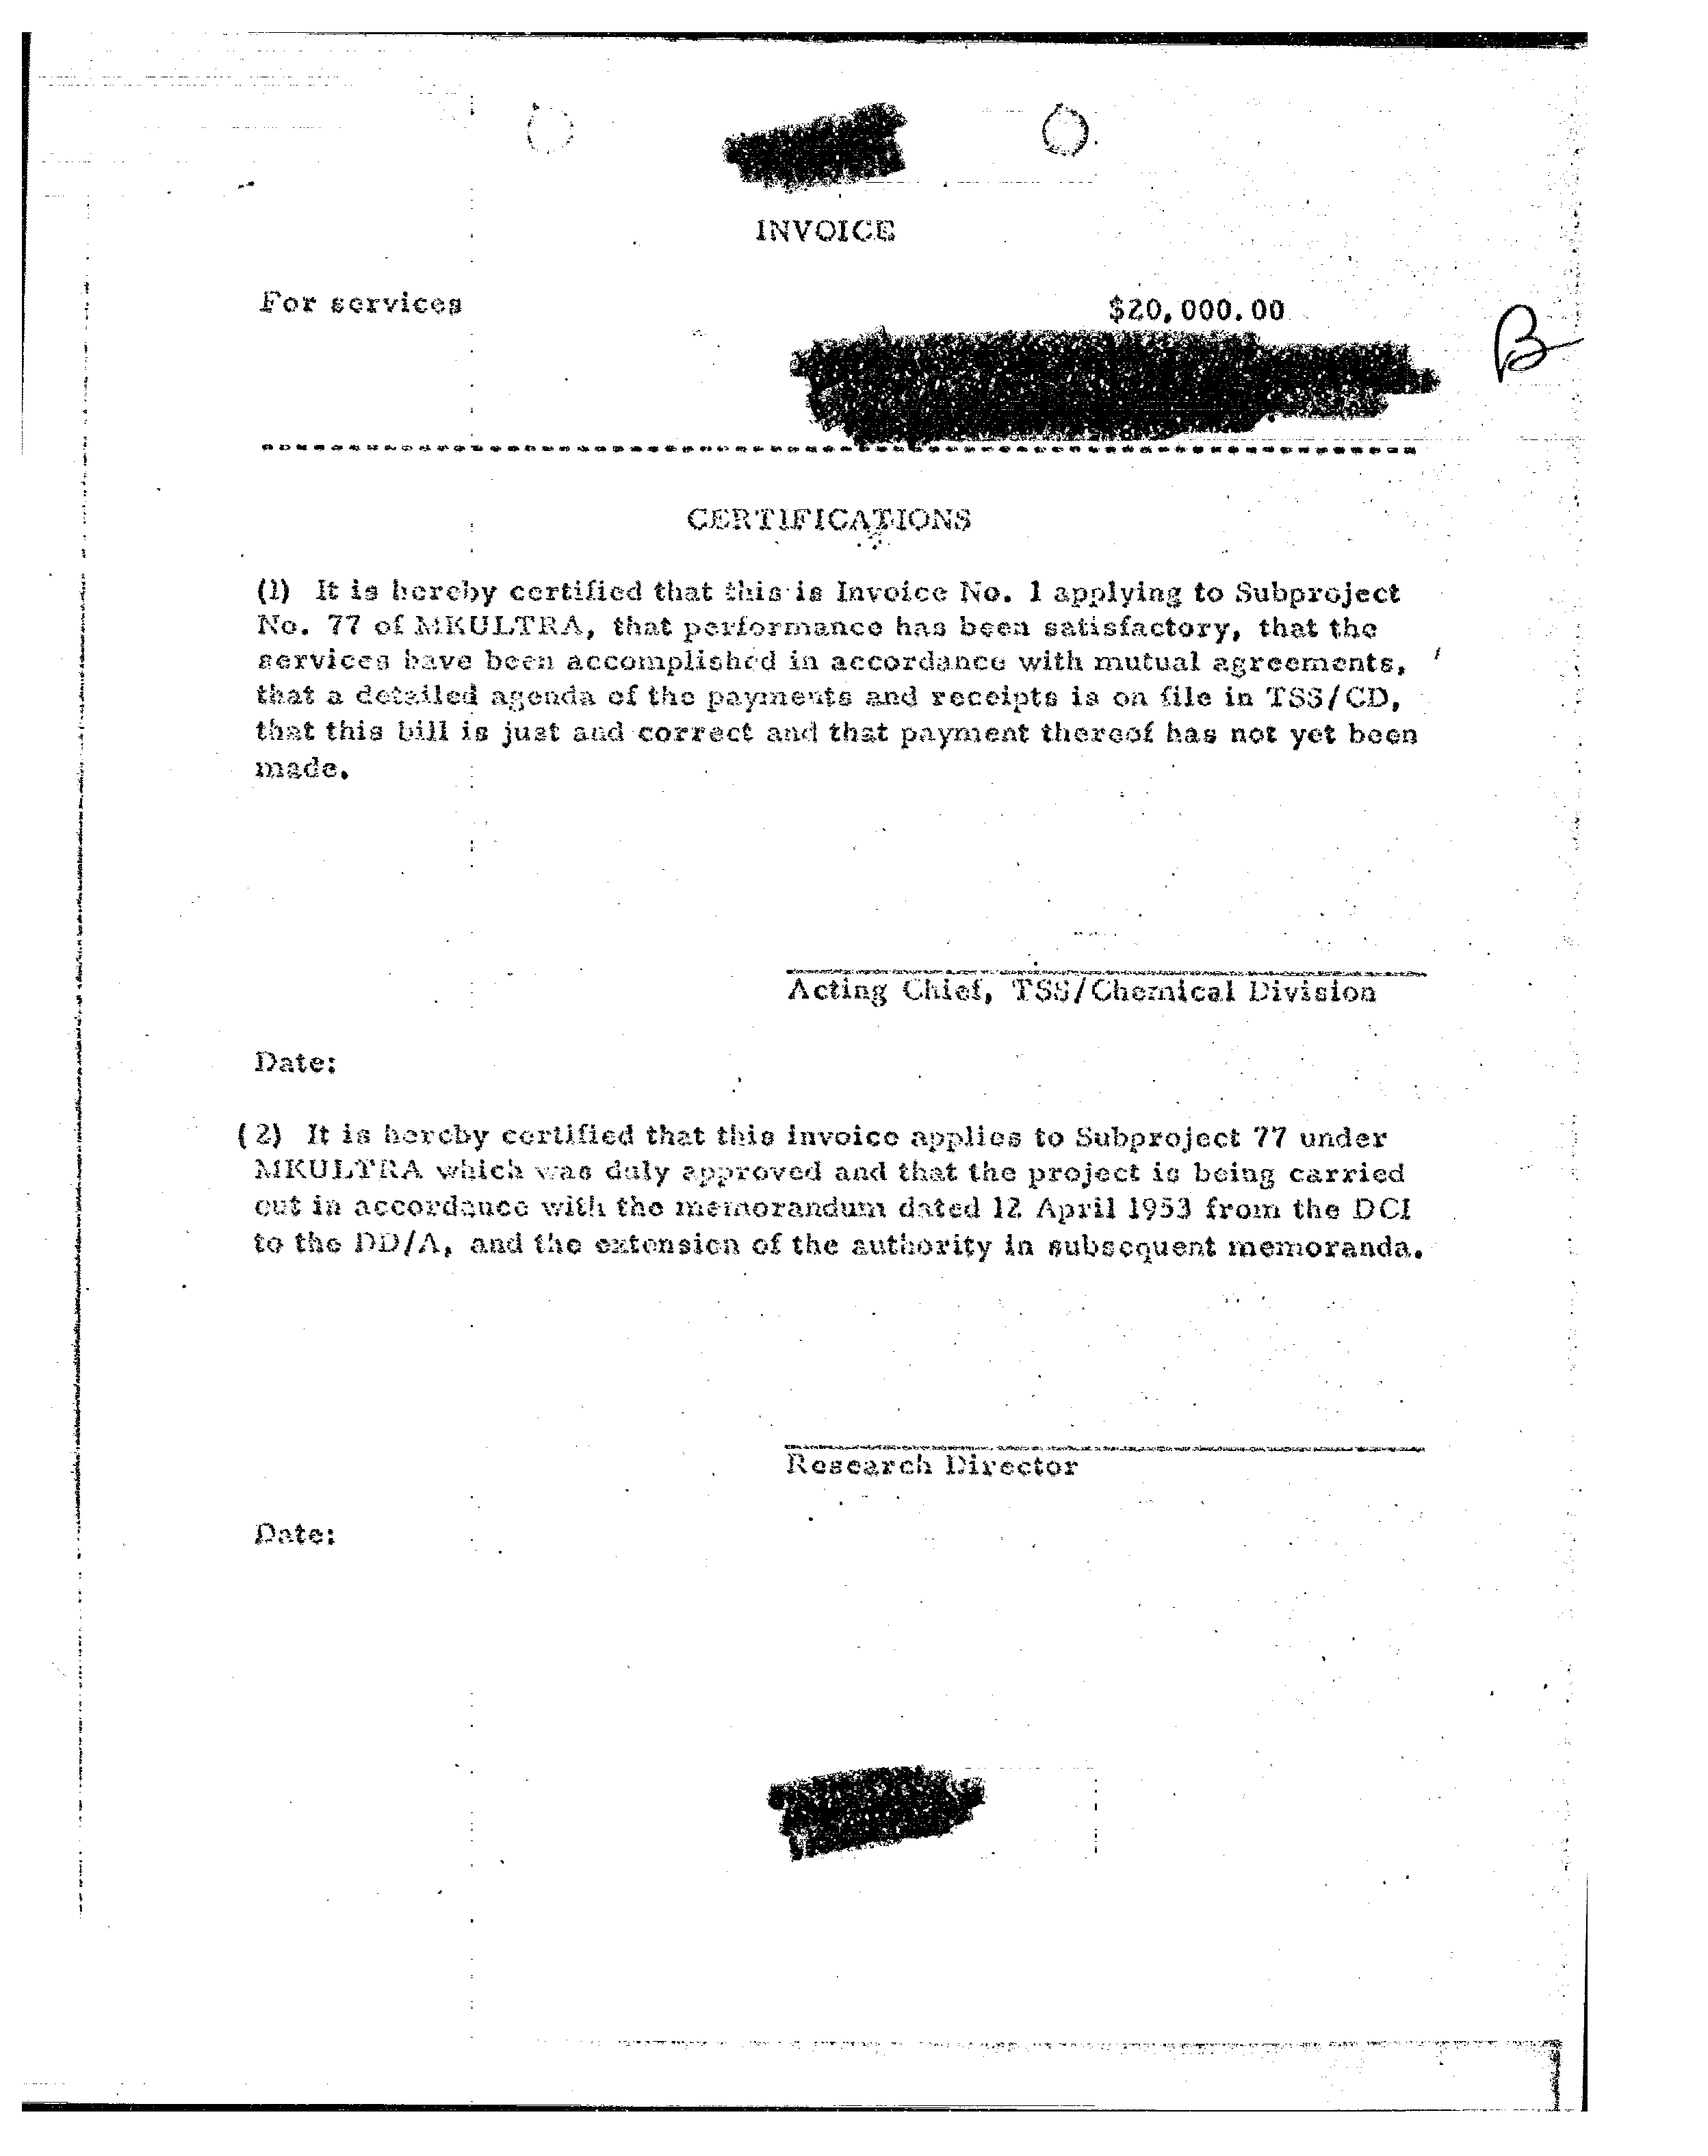 INVOICE
For services
$20,000.00
B
CERTIFICATIONS
(1) It is hereby certified that this is Invoice No. 1 applying to Subproject
No. 77 of MKULTRA, that performance has been satisfactory, that the
services have been accomplished in accordance with mutual agreements,
that a detailed agenda of the payments and receipts is on file in TSS/CD,
that this bill is just and correct and that payment thereof has not yet been
made.
Acting Chief, TSS/Chemical Division
Date:
(2) It is hereby certified that this invoice applies to Subproject 77 under
MKULTRA which was duly approved and that the project is being carried
out in accordance with the memorandum dated 12 April 1953 from the DCI
to the DD/A, and the extension of the authority in subsequent memoranda.
Research Director
Date: